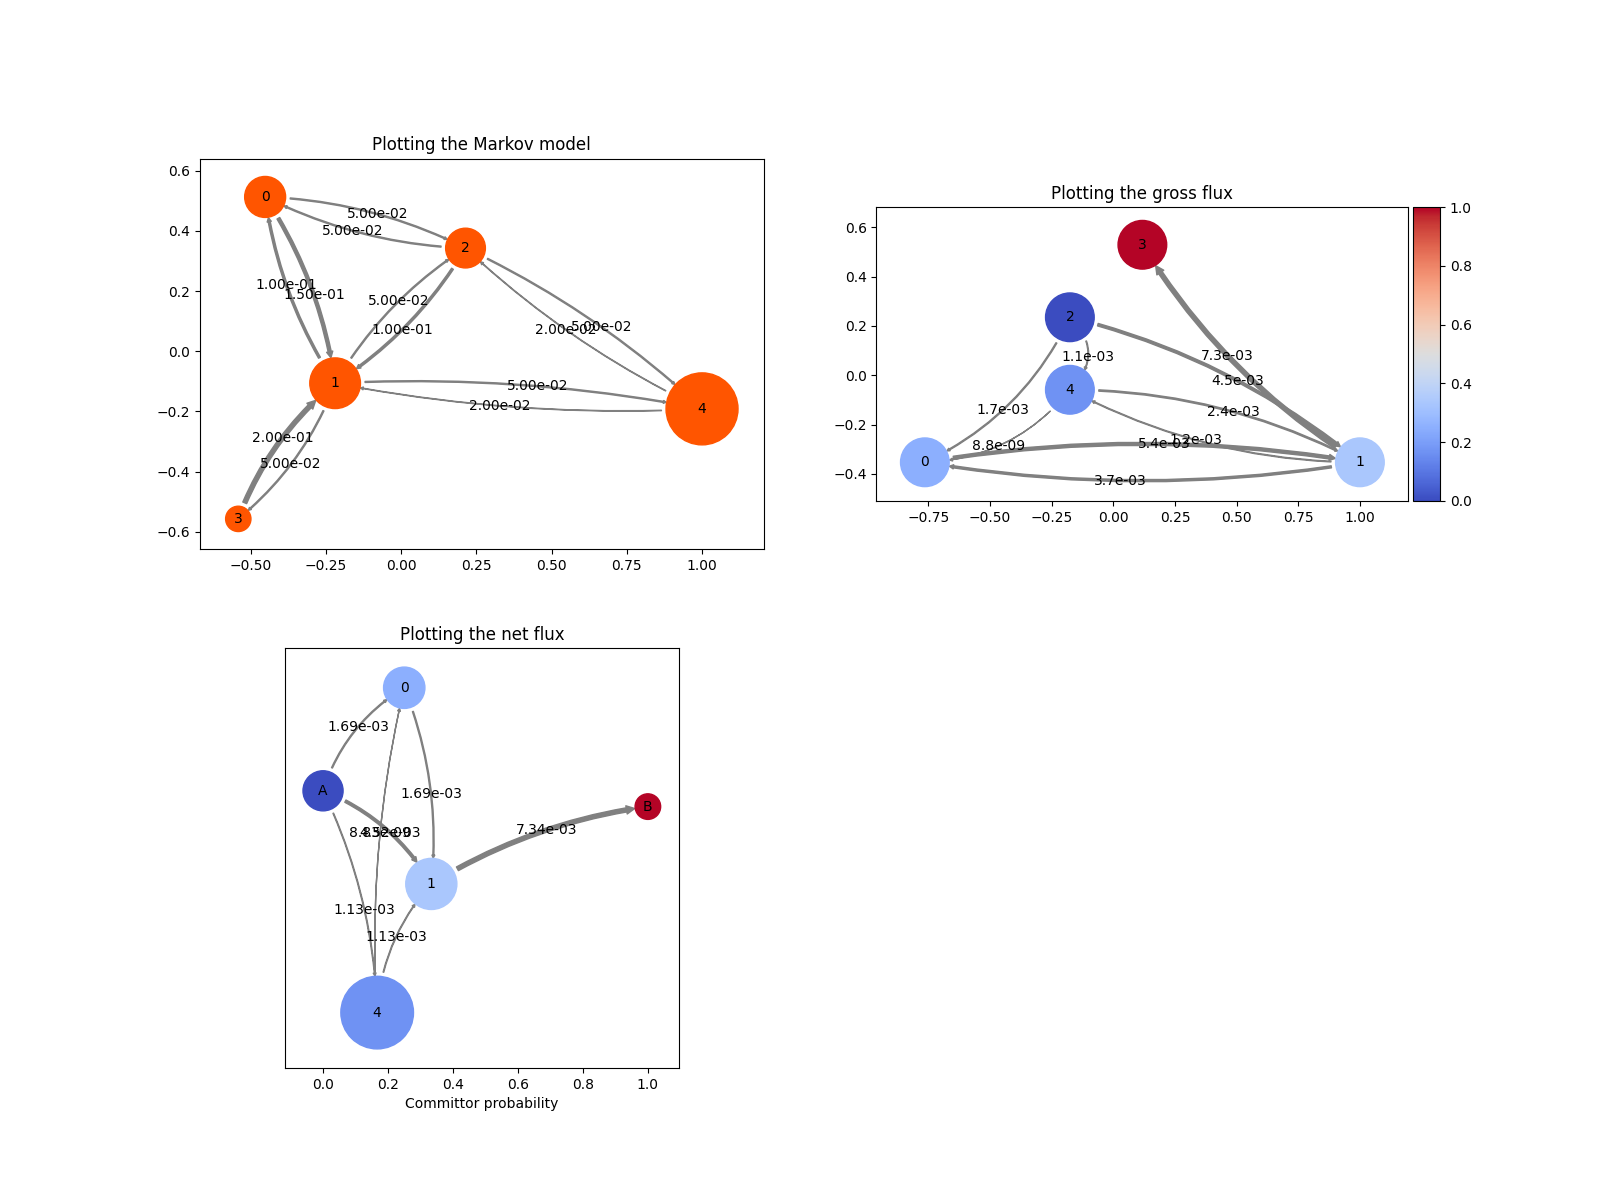 Plotting the Markov model
0.6
0.4
0.2
0.0
−0.2
−0.4
−0.6
−0.50
−0.25
0.00
0.25
0.50
0.75
1.00
0
2
1
4
3
5.00e-02
5.00e-02
1.00e-01
1.50e-01
5.00e-02
1.00e-01
2.00e-02
5.00e-02
5.00e-02
2.00e-02
2.00e-01
5.00e-02
Plotting the gross flux
0.6
0.4
0.2
0.0
−0.2
−0.4
−0.75
−0.50
−0.25
0.00
0.25
0.50
0.75
1.00
3
2
4
0
1
7.3e-03
1.1e-03
4.5e-03
1.7e-03
2.4e-03
8.8e-09
5.4e-03
1.2e-03
3.7e-03
1.0
0.8
0.6
0.4
0.2
0.0
Plotting the net flux
0
A
B
1
4
1.69e-03
1.69e-03
7.34e-03
1.13e-03
1.13e-03
0.0
0.2
0.4
0.6
0.8
1.0
Committor probability